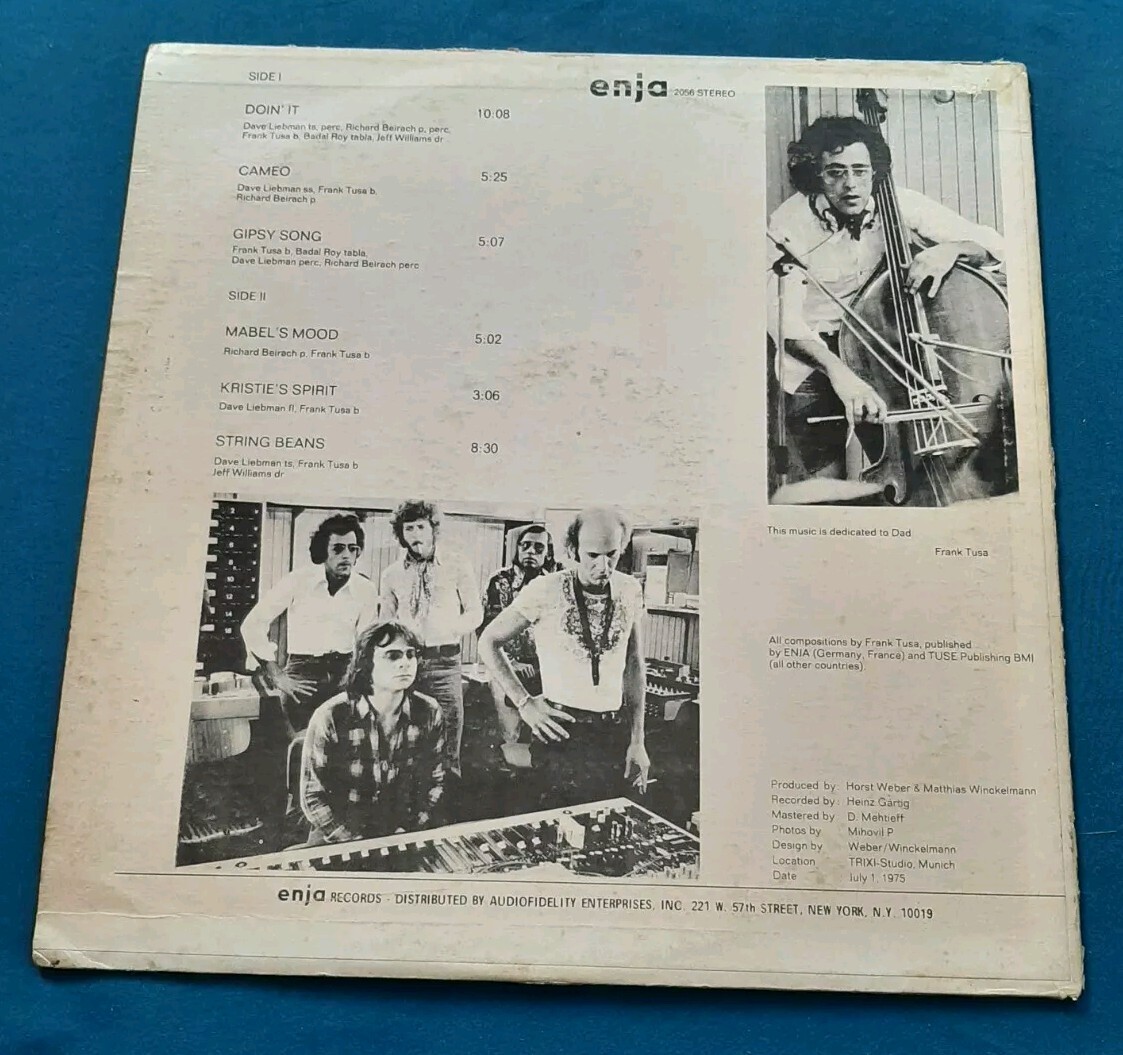 SIDE I
enja 2056 STEREO
DOIN' IT 10:08
Dave Liebman ts, perc, Richard Beirach p, perc,
Frank Tusa b, Badal Roy tabla, Jeff Williams dr
CAMEO 5:25
Dave Liebman ss, Frank Tusa b,
Richard Beirach p
GIPSY SONG 5:07
Frank Tusa b, Badal Roy tabla,
Dave Liebman perc, Richard Beirach perc
SIDE II
MABEL'S MOOD 5:02
Richard Beirach p, Frank Tusa b
KRISTIE'S SPIRIT 3:06
Dave Liebman fl, Frank Tusa b
STRING BEANS 8:30
Dave Liebman ts, Frank Tusa b
Jeff Williams dr
This music is dedicated to Dad
Frank Tusa
All compositions by Frank Tusa, published
by ENJA (Germany, France) and TUSE Publishing BMI
(all other countries).
Produced by Horst Weber & Matthias Winckelmann
Recorded by: Heinz Gärtig
Mastered by D. Mehtieff
Photos by Mihovil P
Design by Weber/Winckelmann
Location TRIXI-Studio, Munich
Date July 1, 1975
enja RECORDS - DISTRIBUTED BY AUDIOFIDELITY ENTERPRISES, INC. 221 W. 57th STREET, NEW YORK, N.Y. 10019